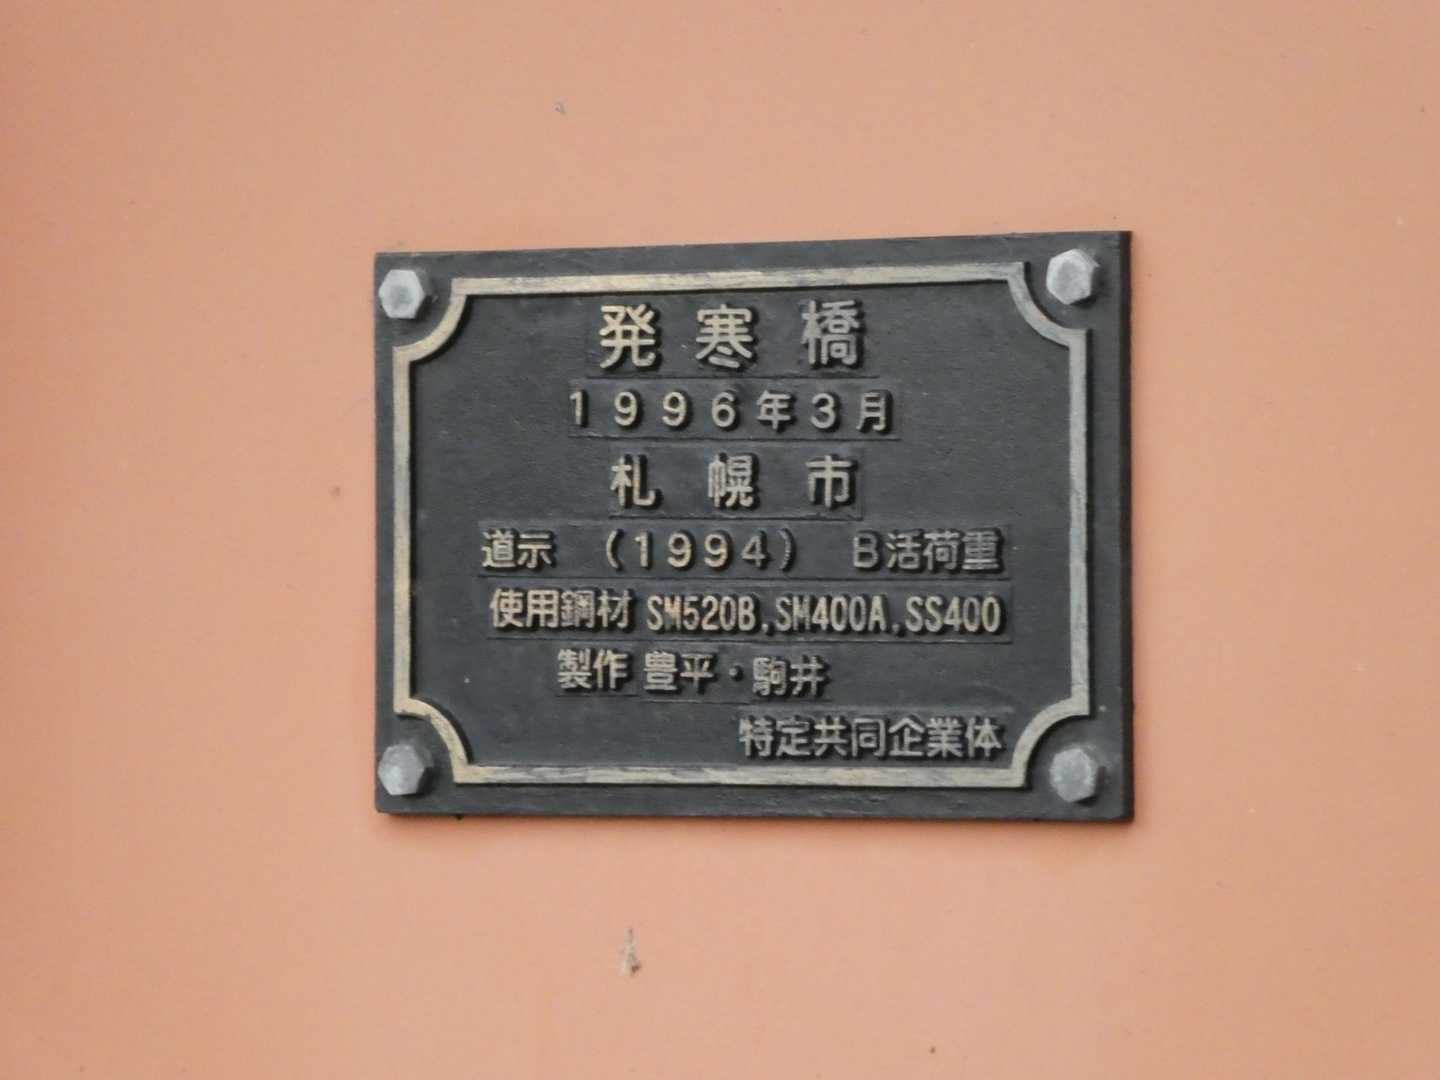 発寒橋
1996年3月
札幌市
道示 (1994) B活荷重
使用鋼材 SM520B,SM400A,SS400
製作 豊平・駒井
特定共同企業体